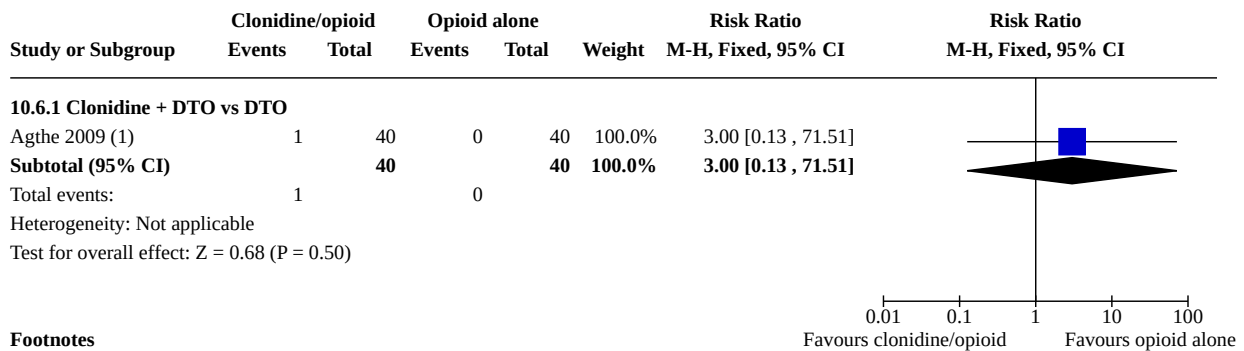 Clonidine/opioid Opioid alone Risk Ratio Risk Ratio
Study or Subgroup Events Total Events Total Weight M-H, Fixed, 95% CI M-H, Fixed, 95% CI
10.6.1 Clonidine + DTO vs DTO
Agthe 2009 (1) 1 40 0 40 100.0% 3.00 [0.13 , 71.51]
Subtotal (95% CI) 40 40 100.0% 3.00 [0.13 , 71.51]
Total events: 1 0
Heterogeneity: Not applicable
Test for overall effect: Z = 0.68 (P = 0.50)
0.01 0.1 1 10 100
Footnotes Favours clonidine/opioid Favours opioid alone